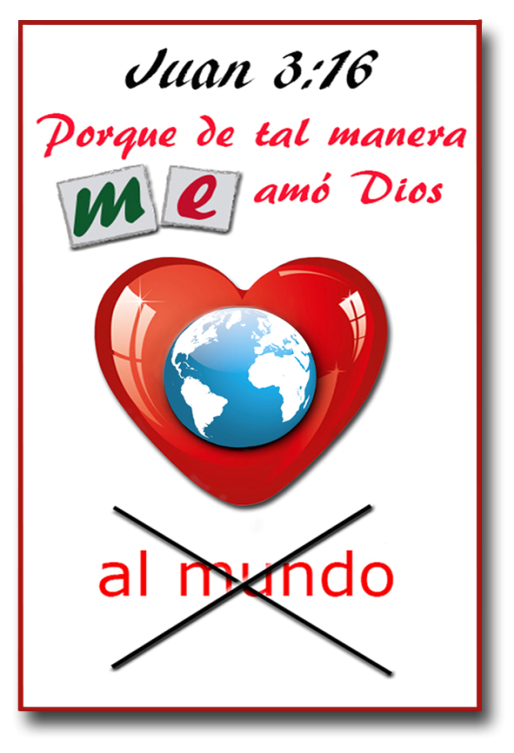 Juan 3:16
Porque de tal manera
me amó Dios
al mundo